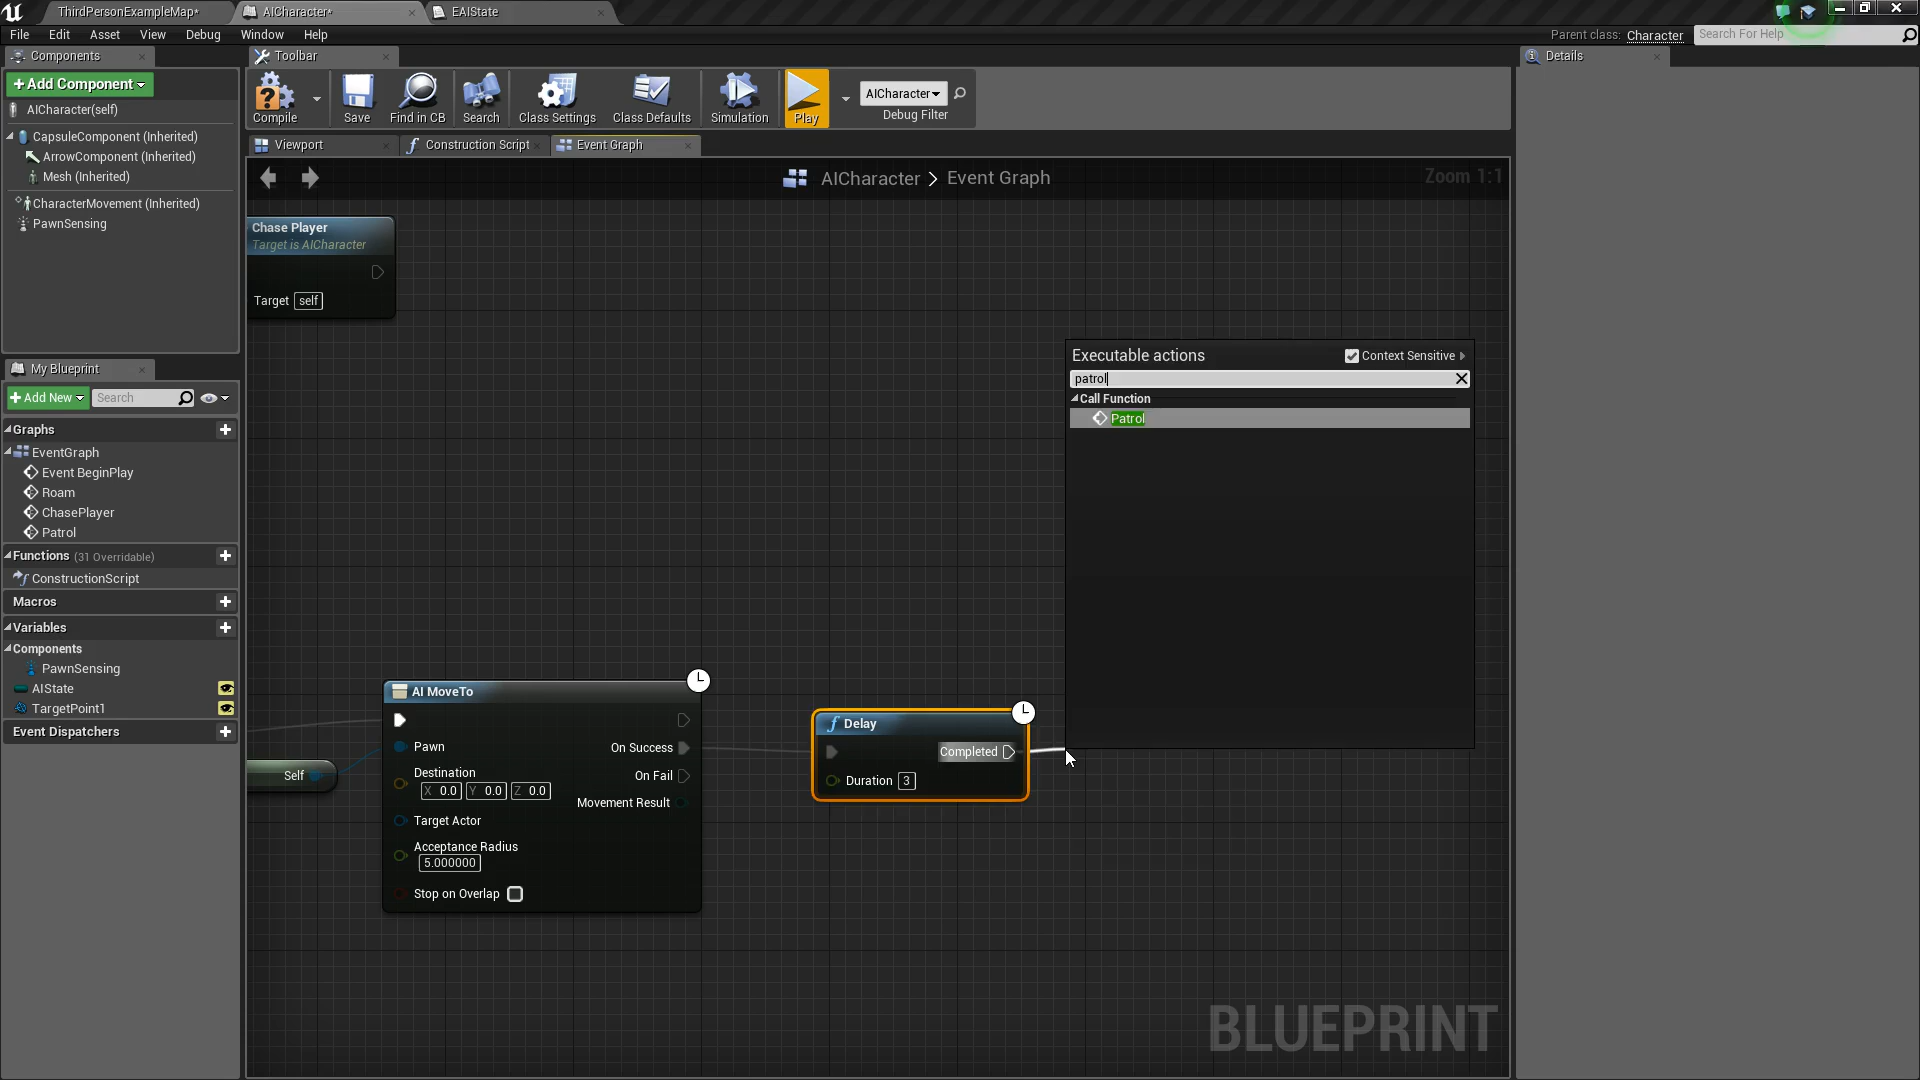 ThirdPersonExampleMap*
AICharacter*
EAIState
File Edit Asset View Debug Window Help
Parent class: Character
Search For Help
Components
Toolbar
Details
+Add Component
AICharacter(self)
CapsuleComponent (Inherited)
ArrowComponent (Inherited)
Mesh (Inherited)
CharacterMovement (Inherited)
PawnSensing
Compile
Save
Find in CB
Search
Class Settings
Class Defaults
Simulation
Play
AICharacter
Debug Filter
Viewport
Construction Script
Event Graph
AICharacter > Event Graph
Zoom 1:1
My Blueprint
+Add New
Search
Graphs
EventGraph
Event BeginPlay
Roam
ChasePlayer
Patrol
Functions (31 Overridable)
ConstructionScript
Macros
Variables
Components
PawnSensing
AIState
TargetPoint1
Event Dispatchers
Chase Player
Target is AICharacter
Target self
Executable actions
Context Sensitive
patrol
Call Function
Patrol
AI MoveTo
Pawn
On Success
Destination
On Fail
X 0.0 Y 0.0 Z 0.0
Movement Result
Target Actor
Acceptance Radius
5.000000
Stop on Overlap
Self
Delay
Completed
Duration 3
BLUEPRINT